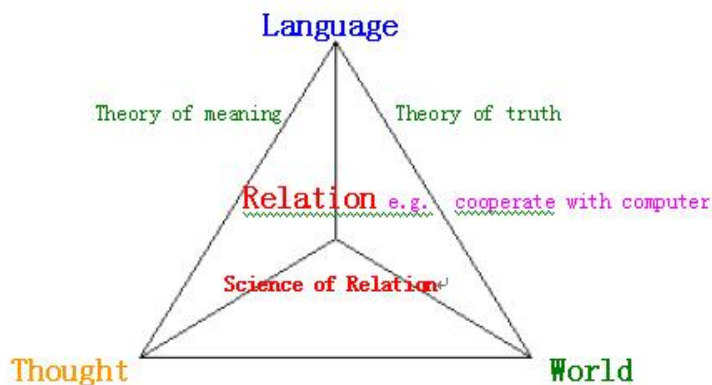 Language
Theory of meaning Theory of truth
Relation e.g. cooperate with computer
Science of Relation
Thought World